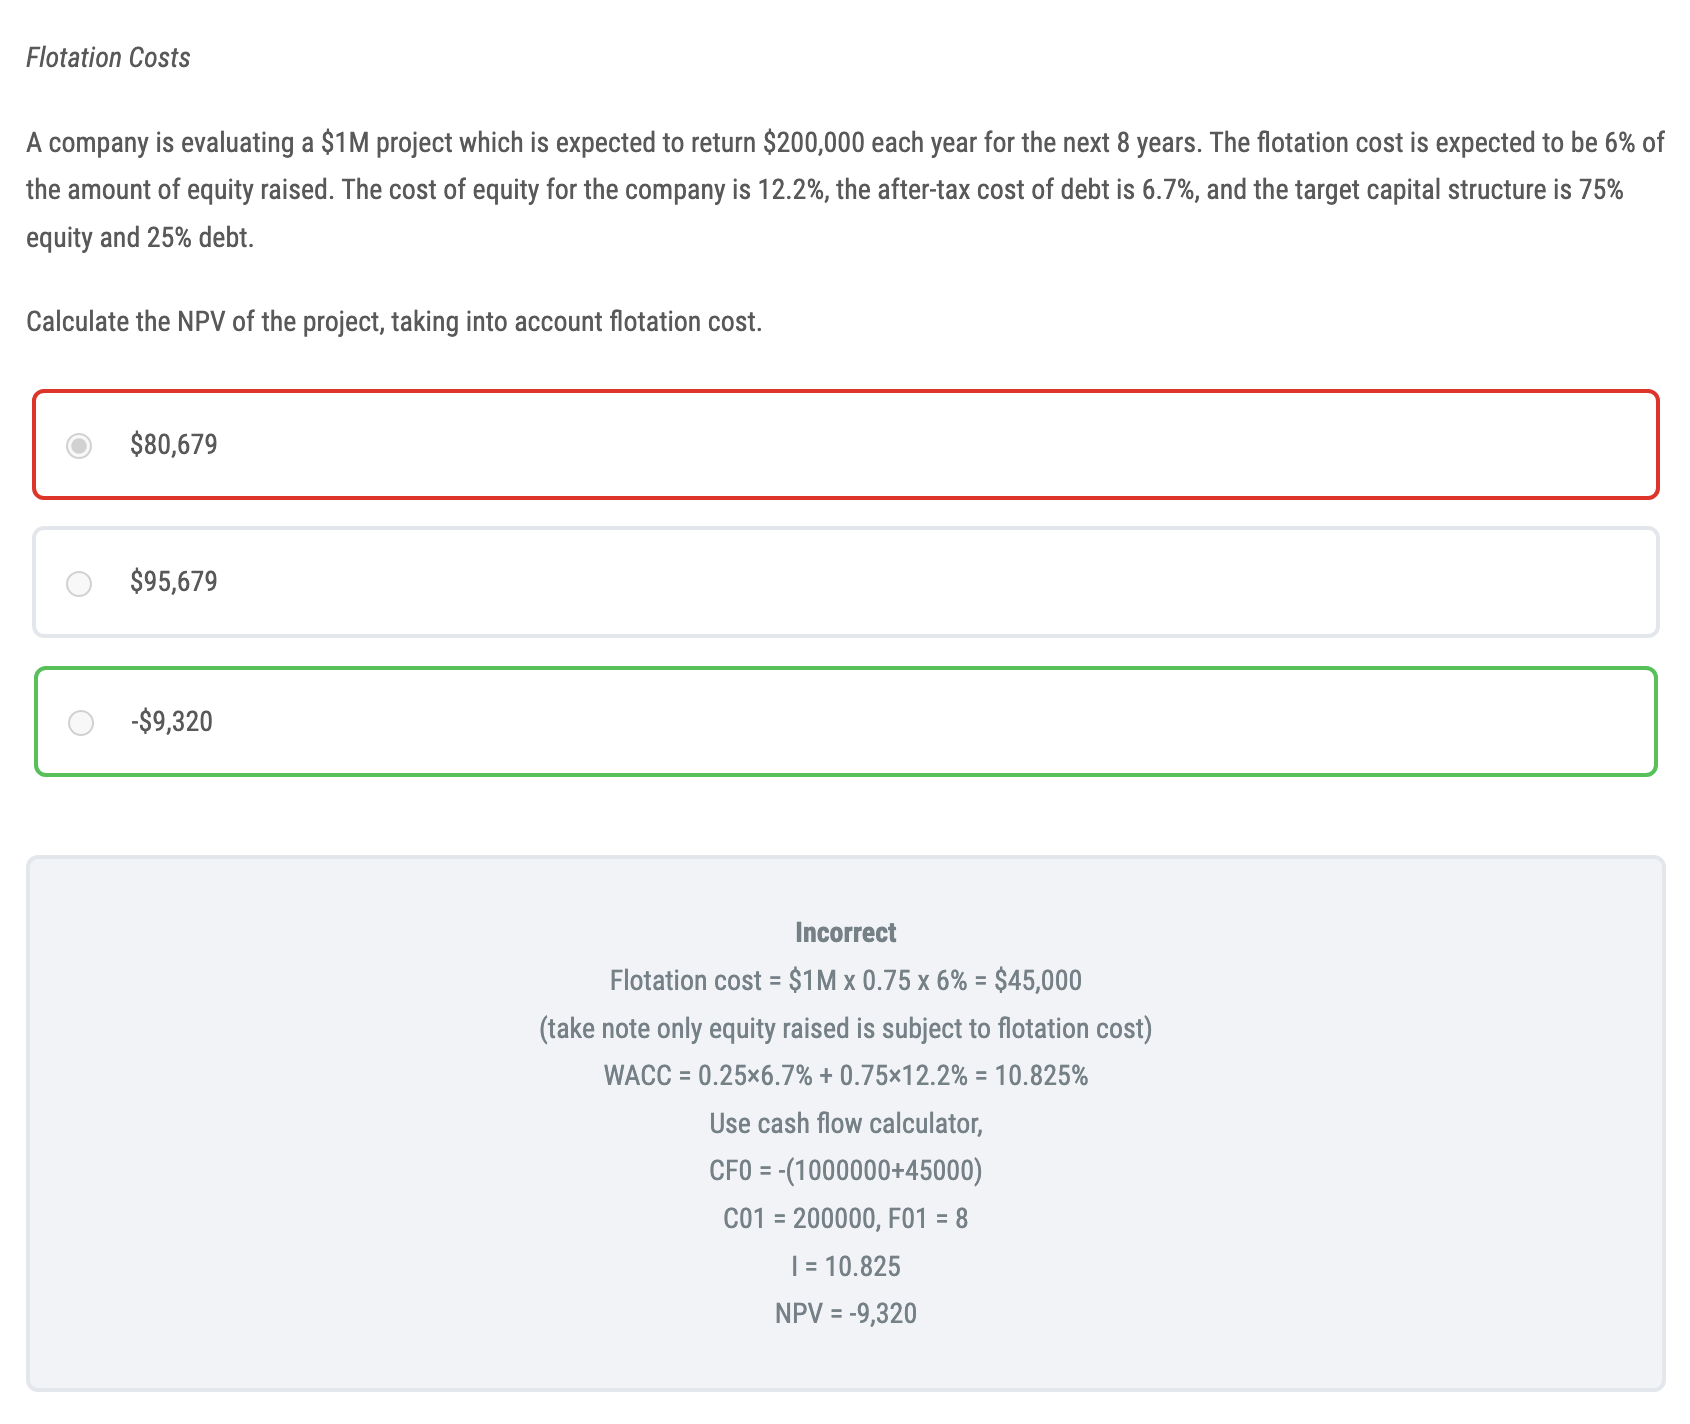 Flotation Costs
A company is evaluating a $1M project which is expected to return $200,000 each year for the next 8 years. The flotation cost is expected to be 6% of
the amount of equity raised. The cost of equity for the company is 12.2%, the after-tax cost of debt is 6.7%, and the target capital structure is 75%
equity and 25% debt.
Calculate the NPV of the project, taking into account flotation cost.
$80,679
$95,679
-$9,320
Incorrect
Flotation cost = $1M x 0.75 x 6% = $45,000
(take note only equity raised is subject to flotation cost)
WACC = 0.25×6.7% + 0.75×12.2% = 10.825%
Use cash flow calculator,
CF0 = -(1000000+45000)
C01 = 200000, F01 = 8
I = 10.825
NPV = -9,320